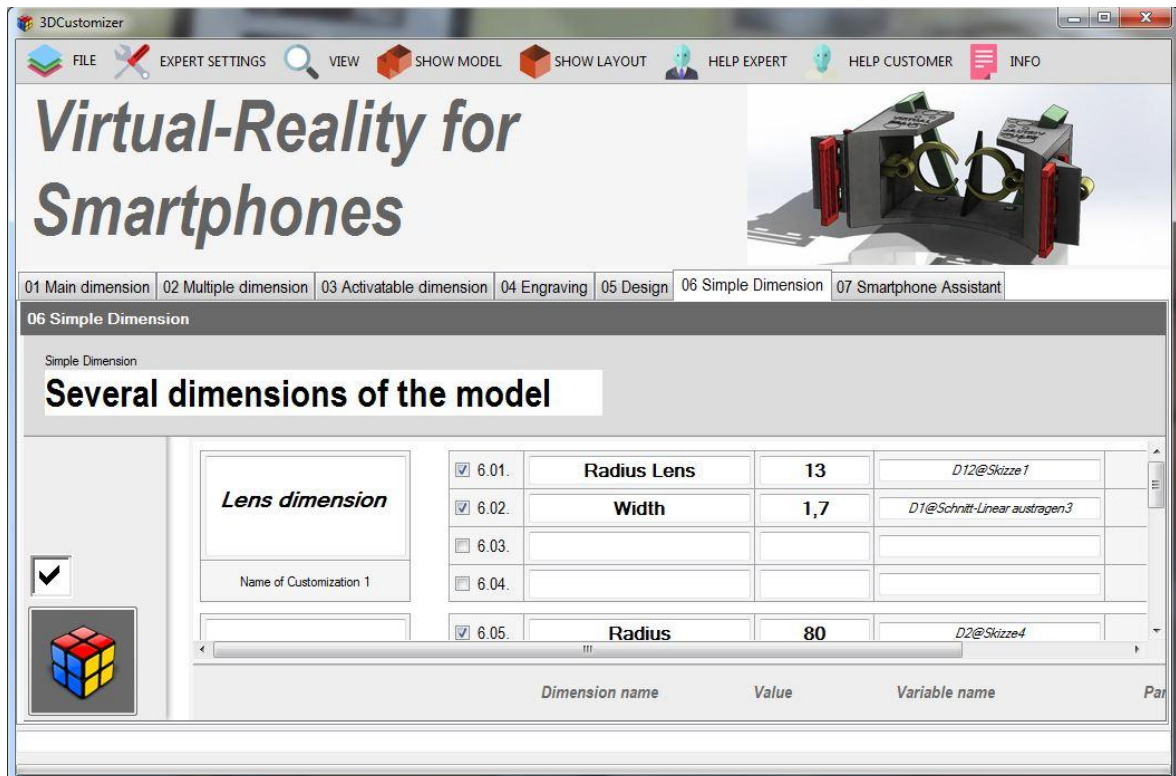 3DCustomizer
FILE EXPERT SETTINGS VIEW SHOW MODEL SHOW LAYOUT HELP EXPERT HELP CUSTOMER INFO
Virtual-Reality for
Smartphones
01 Main dimension 02 Multiple dimension 03 Activatable dimension 04 Engraving 05 Design 06 Simple Dimension 07 Smartphone Assistant
06 Simple Dimension
Simple Dimension
Several dimensions of the model
Lens dimension
Name of Customization 1
6.01. Radius Lens 13 D12@Skizze1
6.02. Width 1,7 D1@Schnitt-Linear austragen3
6.03.
6.04.
6.05. Radius 80 D2@Skizze4
Dimension name Value Variable name Par